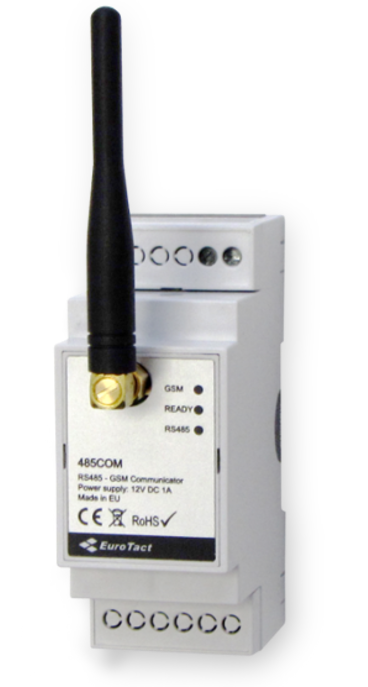 GSM
READY
RS485
485COM
RS485 - GSM Communicator
Power supply: 12V DC 1A
Made in EU
CE RoHS
EuroTact